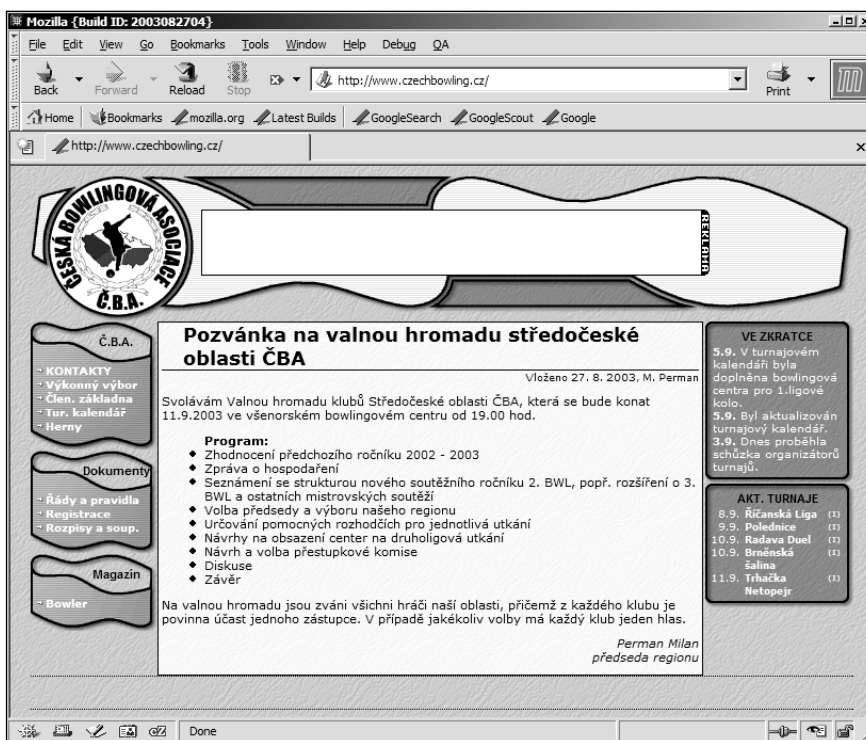 Mozilla {Build ID: 2003082704}
File Edit View Go Bookmarks Tools Window Help Debug QA
Back Forward Reload Stop http://www.czechbowling.cz/ Print
Home Bookmarks mozilla.org Latest Builds GoogleSearch GoogleScout Google
http://www.czechbowling.cz/
ČESKÁ BOWLINGOVÁ ASOCIACE
Č.B.A.
REKLAMA
Č.B.A.
KONTAKTY
Výkonný výbor
Člen. základna
Tur. kalendář
Herny
Dokumenty
Řády a pravidla
Registrace
Rozpisy a soup.
Magazín
Bowler
Pozvánka na valnou hromadu středočeské
oblasti ČBA
Vloženo 27. 8. 2003, M. Perman
Svolávám Valnou hromadu klubů Středočeské oblasti ČBA, která se bude konat
11.9.2003 ve všenorském bowlingovém centru od 19.00 hod.
Program:
Zhodnocení předchozího ročníku 2002 - 2003
Zpráva o hospodaření
Seznámení se strukturou nového soutěžního ročníku 2. BWL, popř. rozšíření o 3.
BWL a ostatních mistrovských soutěží
Volba předsedy a výboru našeho regionu
Určování pomocných rozhodčích pro jednotlivá utkání
Návrhy na obsazení center na druholigová utkání
Návrh a volba přestupkové komise
Diskuse
Závěr
Na valnou hromadu jsou zváni všichni hráči naší oblasti, přičemž z každého klubu je
povinna účast jednoho zástupce. V případě jakékoliv volby má každý klub jeden hlas.
Perman Milan
předseda regionu
VE ZKRATCE
5.9. V turnajovém
kalendáři byla
doplněna bowlingová
centra pro 1.ligové
kolo.
5.9. Byl aktualizován
turnajový kalendář.
3.9. Dnes proběhla
schůzka organizátorů
turnajů.
AKT. TURNAJE
8.9. Říčanská Liga (I)
9.9. Polednice (I)
10.9. Radava Duel (I)
10.9. Brněnská (I)
šalina
11.9. Trhačka (I)
Netopejr
Done